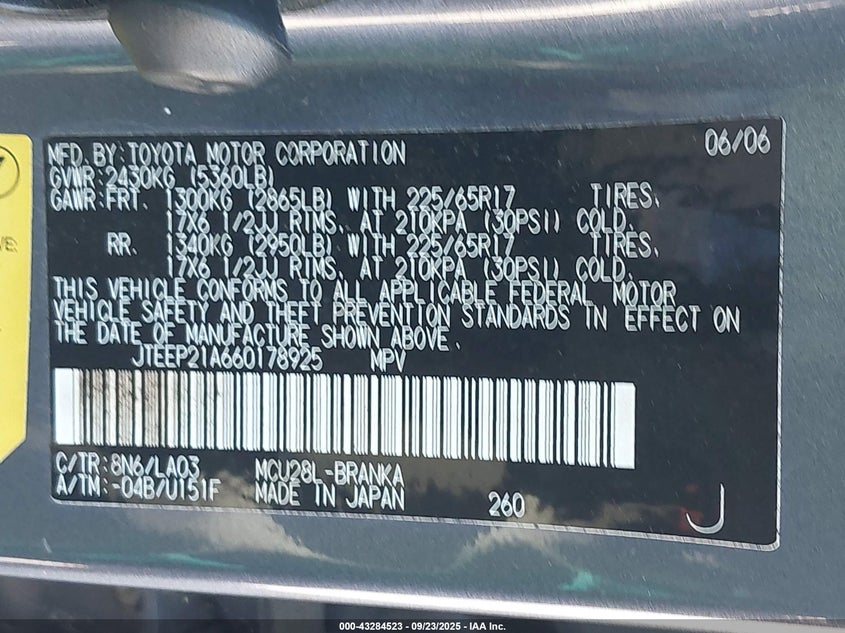 06/06
MFD. BY: TOYOTA MOTOR CORPORATION
GVWR: 2430KG (5360LB)
GAWR: FRT. 1300KG (2865LB) WITH 225/65R17 TIRES,
17X6 1/2JJ RIMS, AT 210KPA (30PSI) COLD.
RR. 1340KG (2950LB) WITH 225/65R17 TIRES,
17X6 1/2JJ RIMS, AT 210KPA (30PSI) COLD.
THIS VEHICLE CONFORMS TO ALL APPLICABLE FEDERAL MOTOR
VEHICLE SAFETY AND THEFT PREVENTION STANDARDS IN EFFECT ON
THE DATE OF MANUFACTURE SHOWN ABOVE.
JTEEP21A660178925 MPV
C/TR: 8N6/LA03 MCU28L-BRANKA
A/TM: -04B/U151F MADE IN JAPAN 260 J
000-43284523 - 09/23/2025 - IAA Inc.